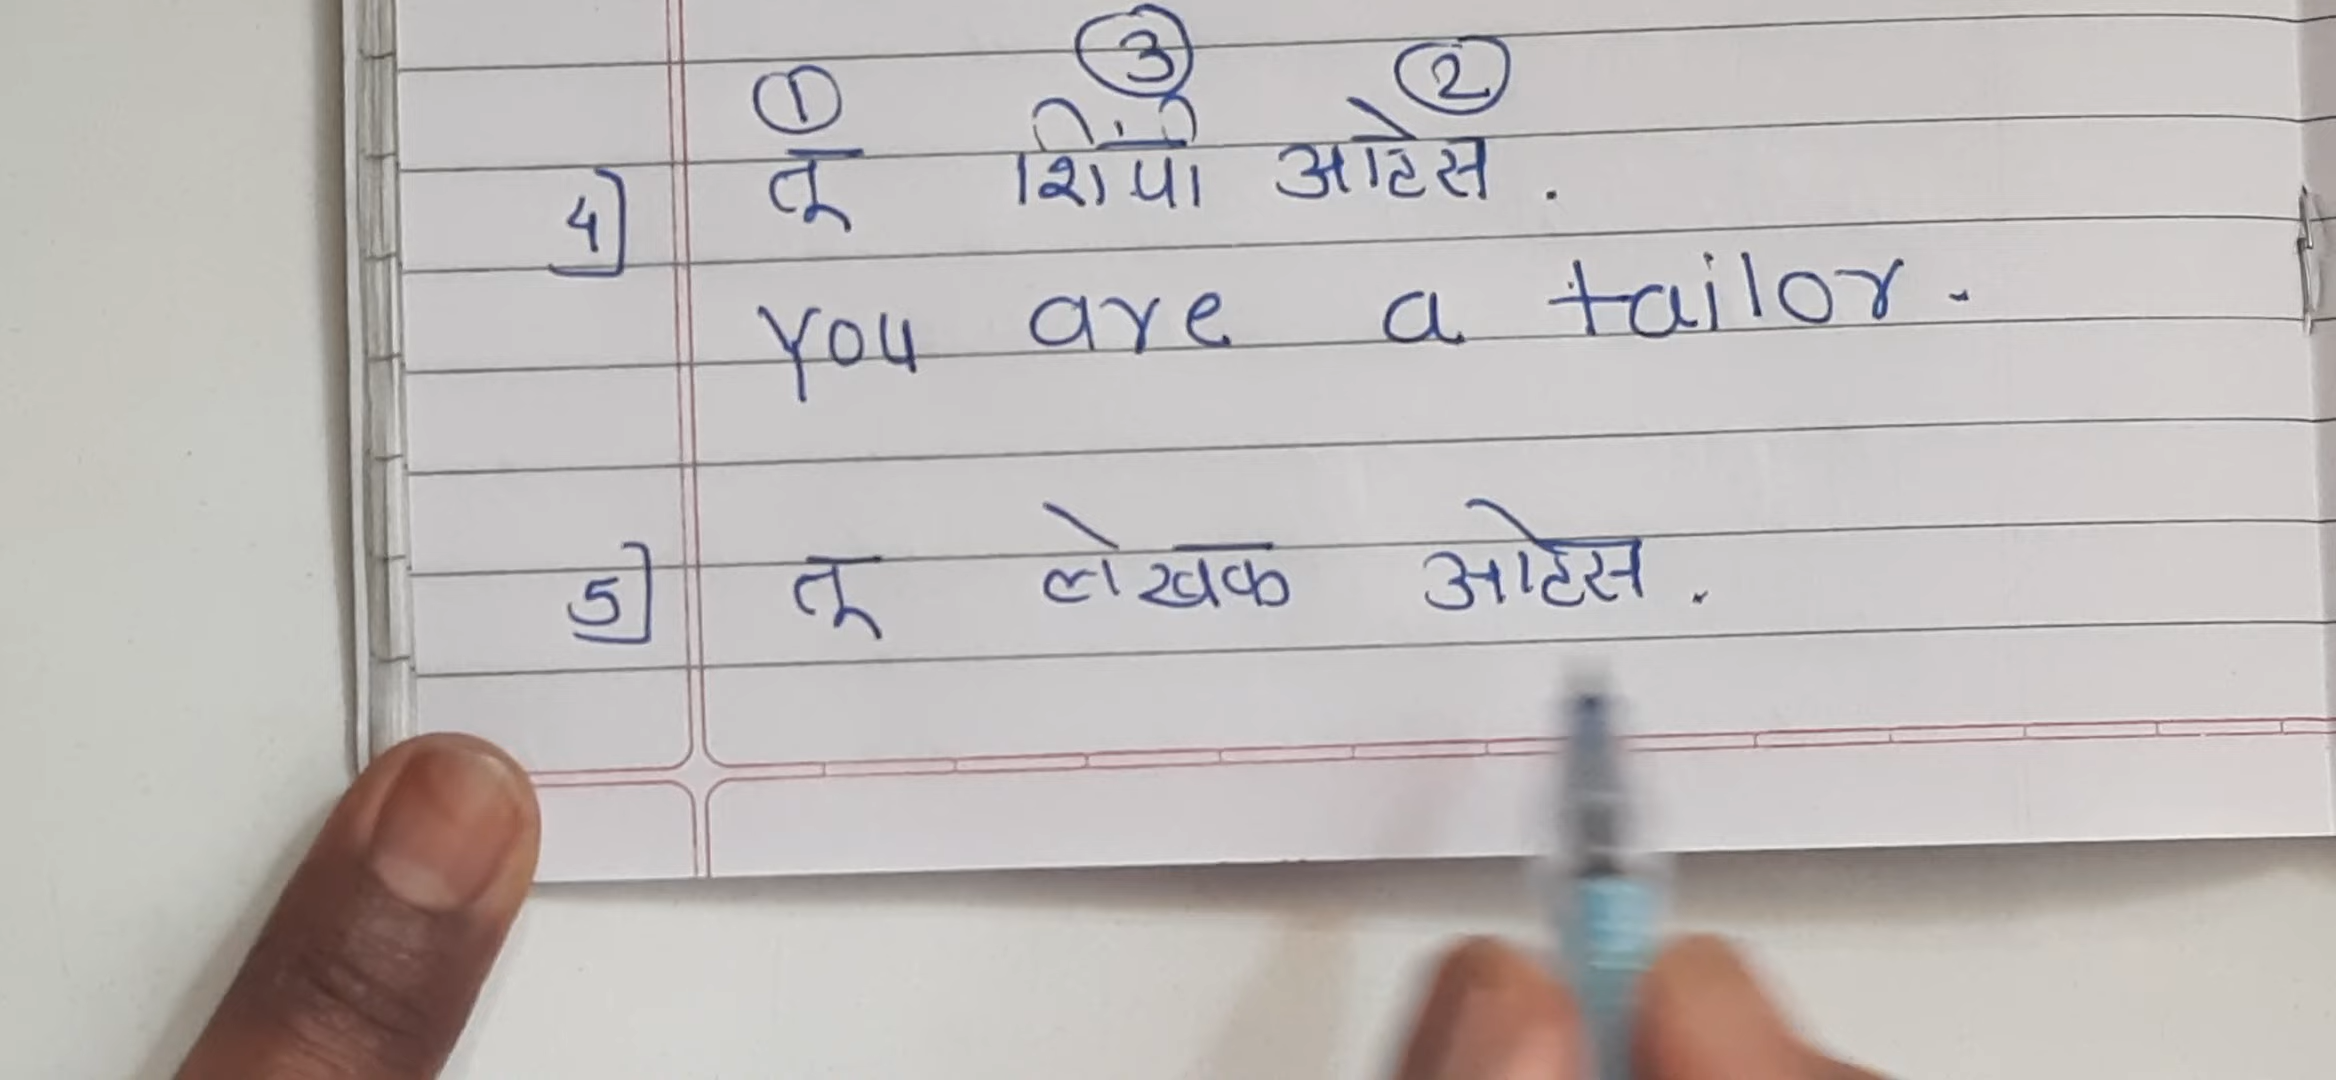 ① ③ ②
4] तू शिंपी आहेस .
You are a tailor .
5] तू लेखक आहेस .